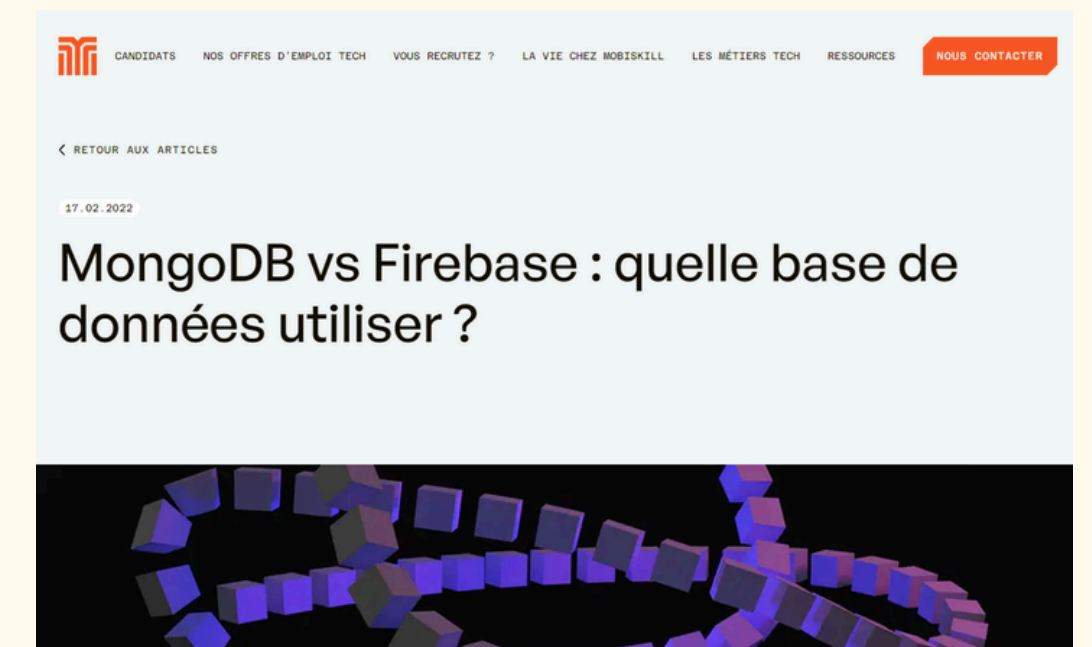 CANDIDATS NOS OFFRES D'EMPLOI TECH VOUS RECRUTEZ ? LA VIE CHEZ MOBISKILL LES MÉTIERS TECH RESSOURCES NOUS CONTACTER
RETOUR AUX ARTICLES
17.02.2022
MongoDB vs Firebase : quelle base de
données utiliser ?